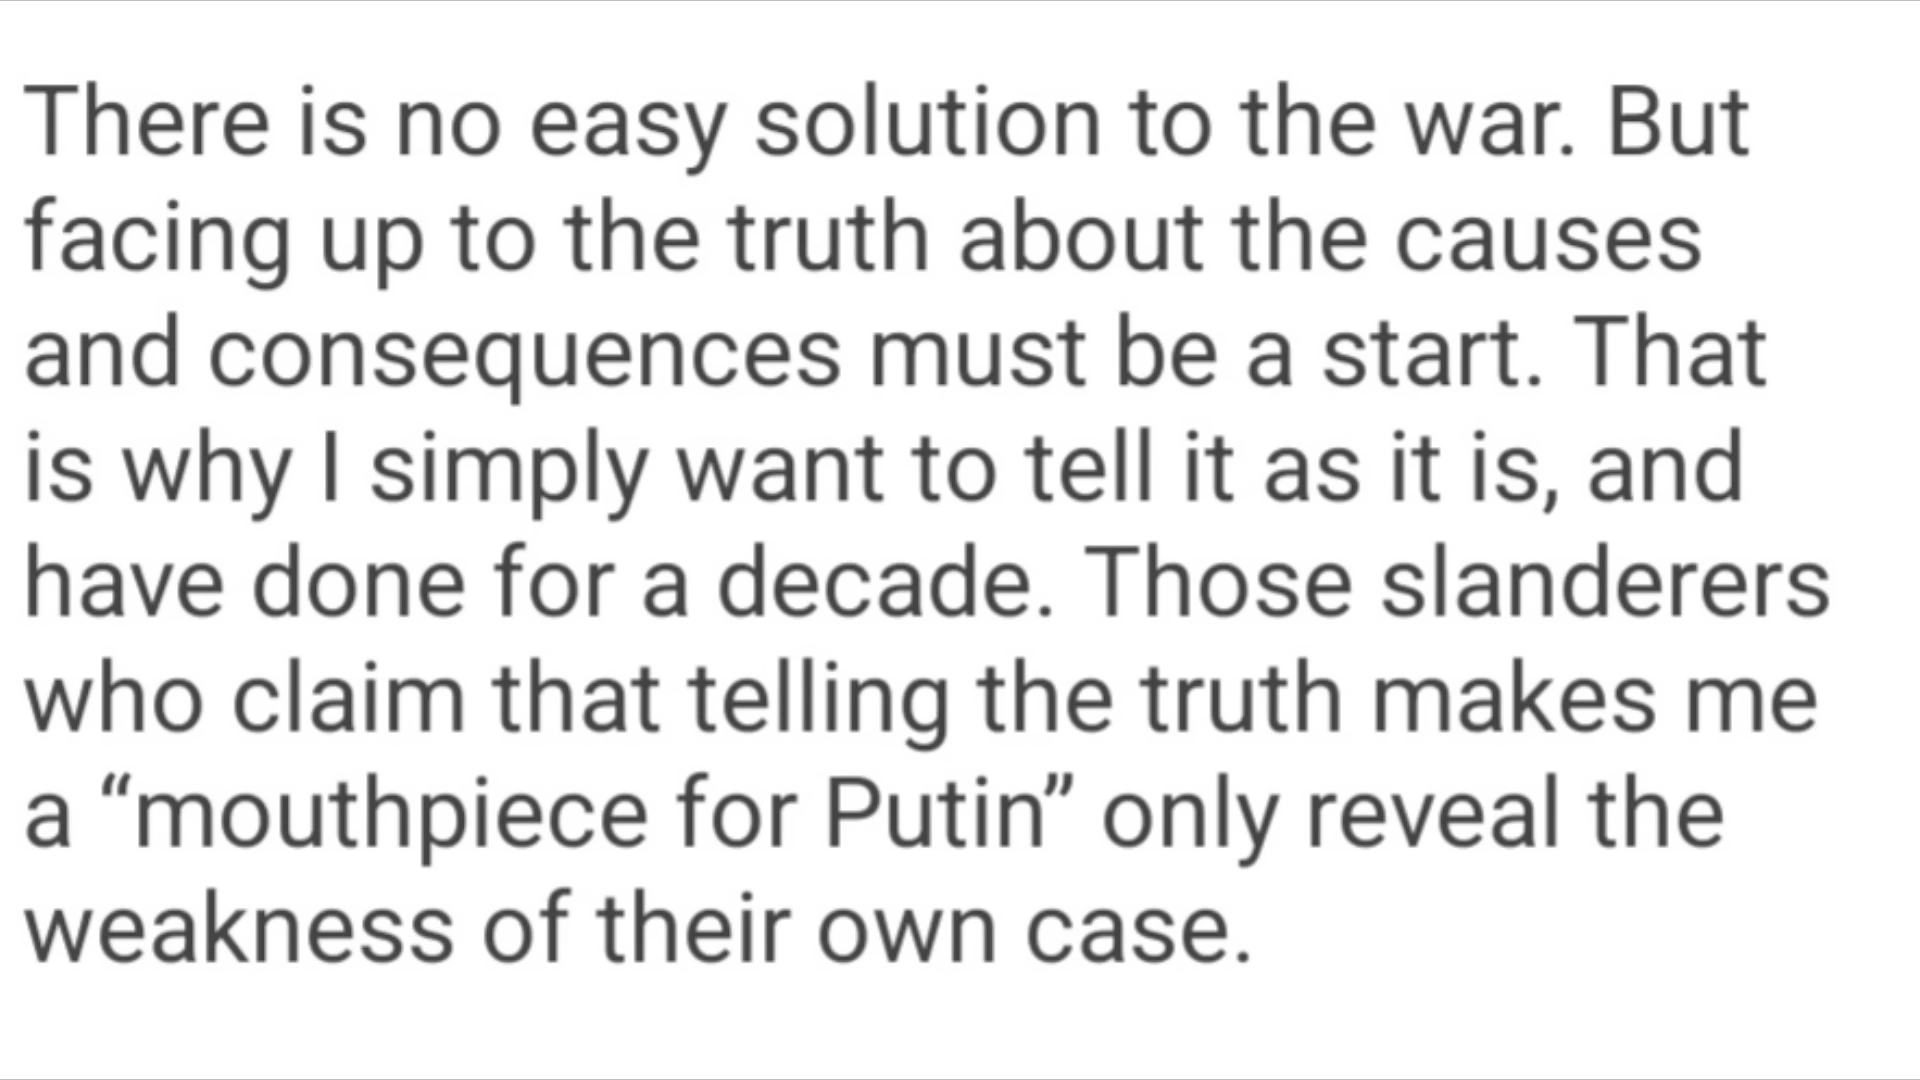 There is no easy solution to the war. But
facing up to the truth about the causes
and consequences must be a start. That
is why I simply want to tell it as it is, and
have done for a decade. Those slanderers
who claim that telling the truth makes me
a “mouthpiece for Putin” only reveal the
weakness of their own case.